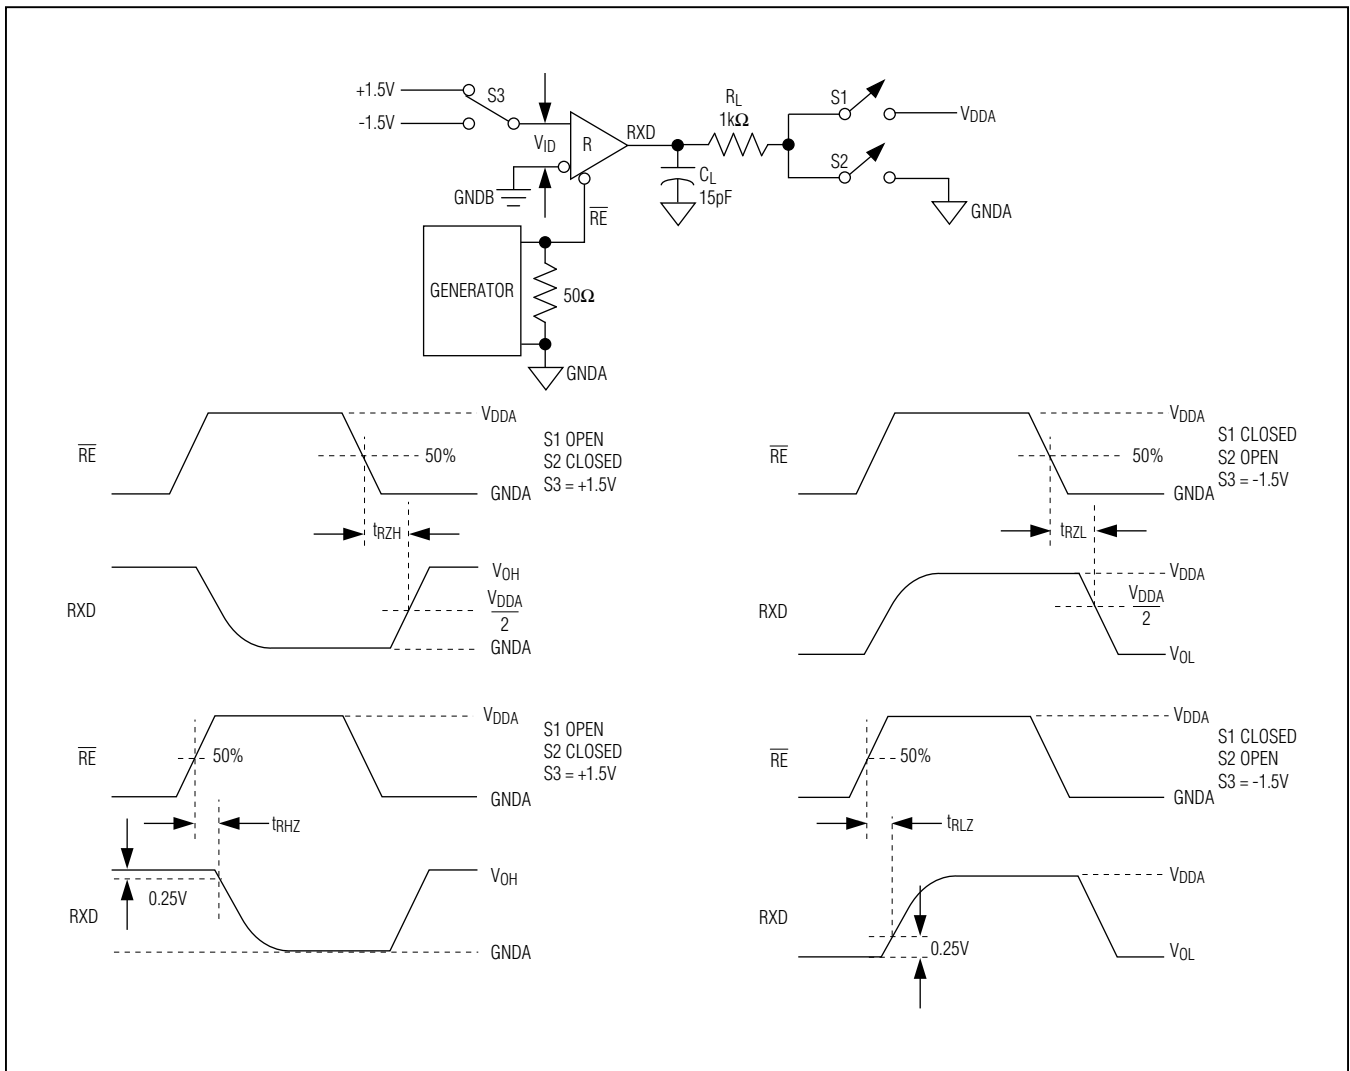 +1.5V
-1.5V
S3
VID
R
RXD
RL
1kΩ
S1
VDDA
S2
CL
15pF
GNDA
GNDB
RE
GENERATOR
50Ω
GNDA
RE
VDDA
50%
GNDA
S1 OPEN
S2 CLOSED
S3 = +1.5V
tRZH
RXD
VOH
VDDA
2
GNDA
RE
VDDA
50%
GNDA
S1 CLOSED
S2 OPEN
S3 = -1.5V
tRZL
RXD
VDDA
VDDA
2
VOL
RE
VDDA
50%
GNDA
S1 OPEN
S2 CLOSED
S3 = +1.5V
tRHZ
RXD
0.25V
VOH
GNDA
RE
VDDA
50%
GNDA
S1 CLOSED
S2 OPEN
S3 = -1.5V
tRLZ
RXD
VDDA
0.25V
VOL